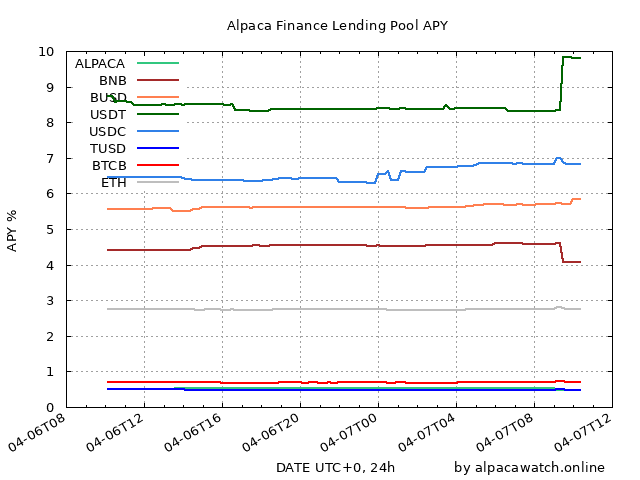 Alpaca Finance Lending Pool APY
10
9
8
7
6
5
4
3
2
1
0
APY %
ALPACA
BNB
BUSD
USDT
USDC
TUSD
BTCB
ETH
04-06T08
04-06T12
04-06T16
04-06T20
04-07T00
04-07T04
04-07T08
04-07T12
DATE UTC+0, 24h
by alpacawatch.online